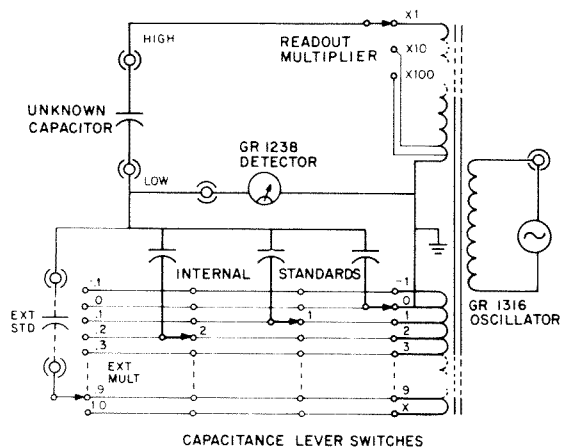 HIGH
READOUT
MULTIPLIER
X1
X10
X100
UNKNOWN
CAPACITOR
GR 1238
DETECTOR
LOW
INTERNAL
STANDARDS
EXT
STD
-.1
0
.1
.2
.3
2
1
-1
0
1
2
3
GR 1316
OSCILLATOR
EXT
MULT
.9
1.0
9
X
CAPACITANCE LEVER SWITCHES